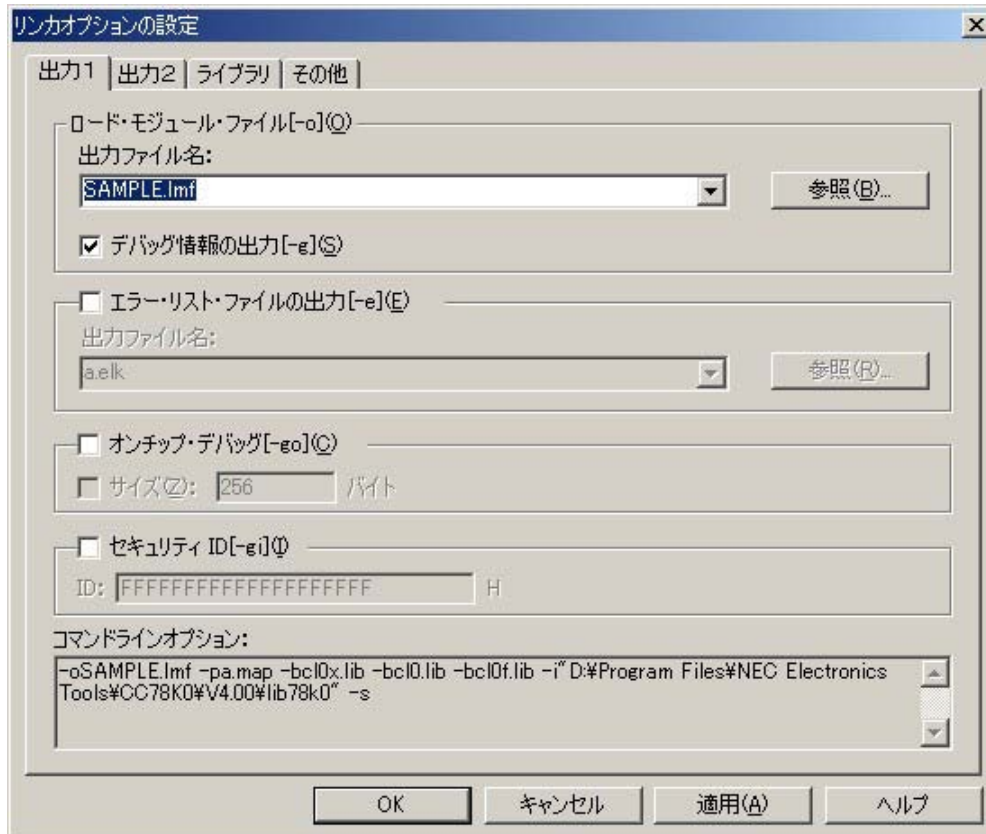 リンカオプションの設定
出力1 出力2 ライブラリ その他
ロード・モジュール・ファイル[-o](O)
出力ファイル名:
SAMPLE.lmf 参照(B)...
デバッグ情報の出力[-g](S)
エラー・リスト・ファイルの出力[-e](E)
出力ファイル名:
a.elk 参照(R)...
オンチップ・デバッグ[-go](C)
サイズ(Z): 256 バイト
セキュリティ ID[-gi](I)
ID: FFFFFFFFFFFFFFFFFFFF H
コマンドラインオプション:
-oSAMPLE.lmf -pa.map -bcl0x.lib -bcl0.lib -bcl0f.lib -i"D:¥Program Files¥NEC Electronics
Tools¥CC78K0¥V4.00¥lib78k0" -s
OK キャンセル 適用(A) ヘルプ